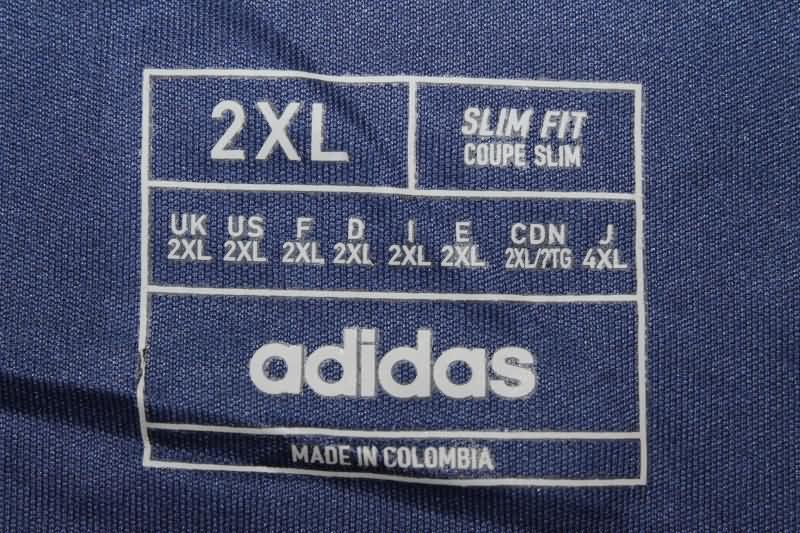 2XL
SLIM FIT
COUPE SLIM
UK US F D I E CDN J
2XL 2XL 2XL 2XL 2XL 2XL 2XL/?TG 4XL
adidas
MADE IN COLOMBIA